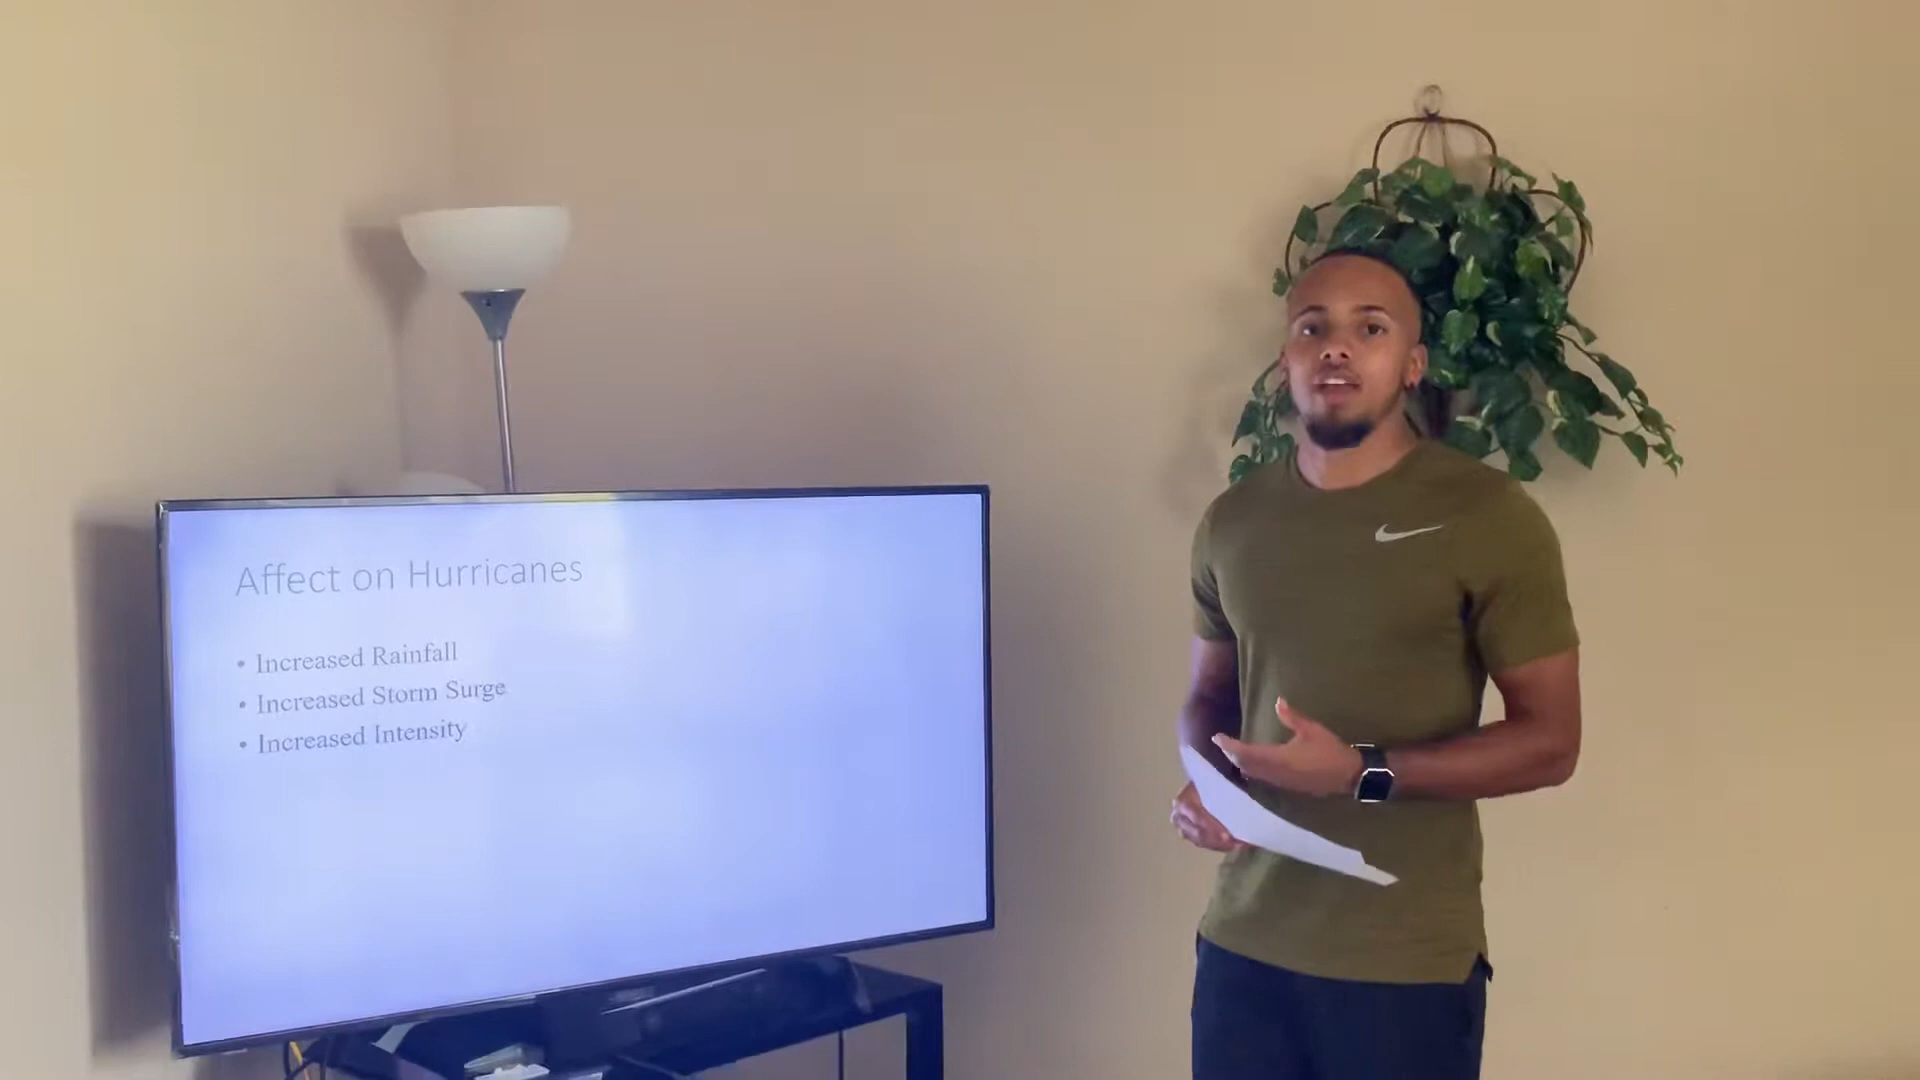 Affect on Hurricanes
• Increased Rainfall
• Increased Storm Surge
• Increased Intensity